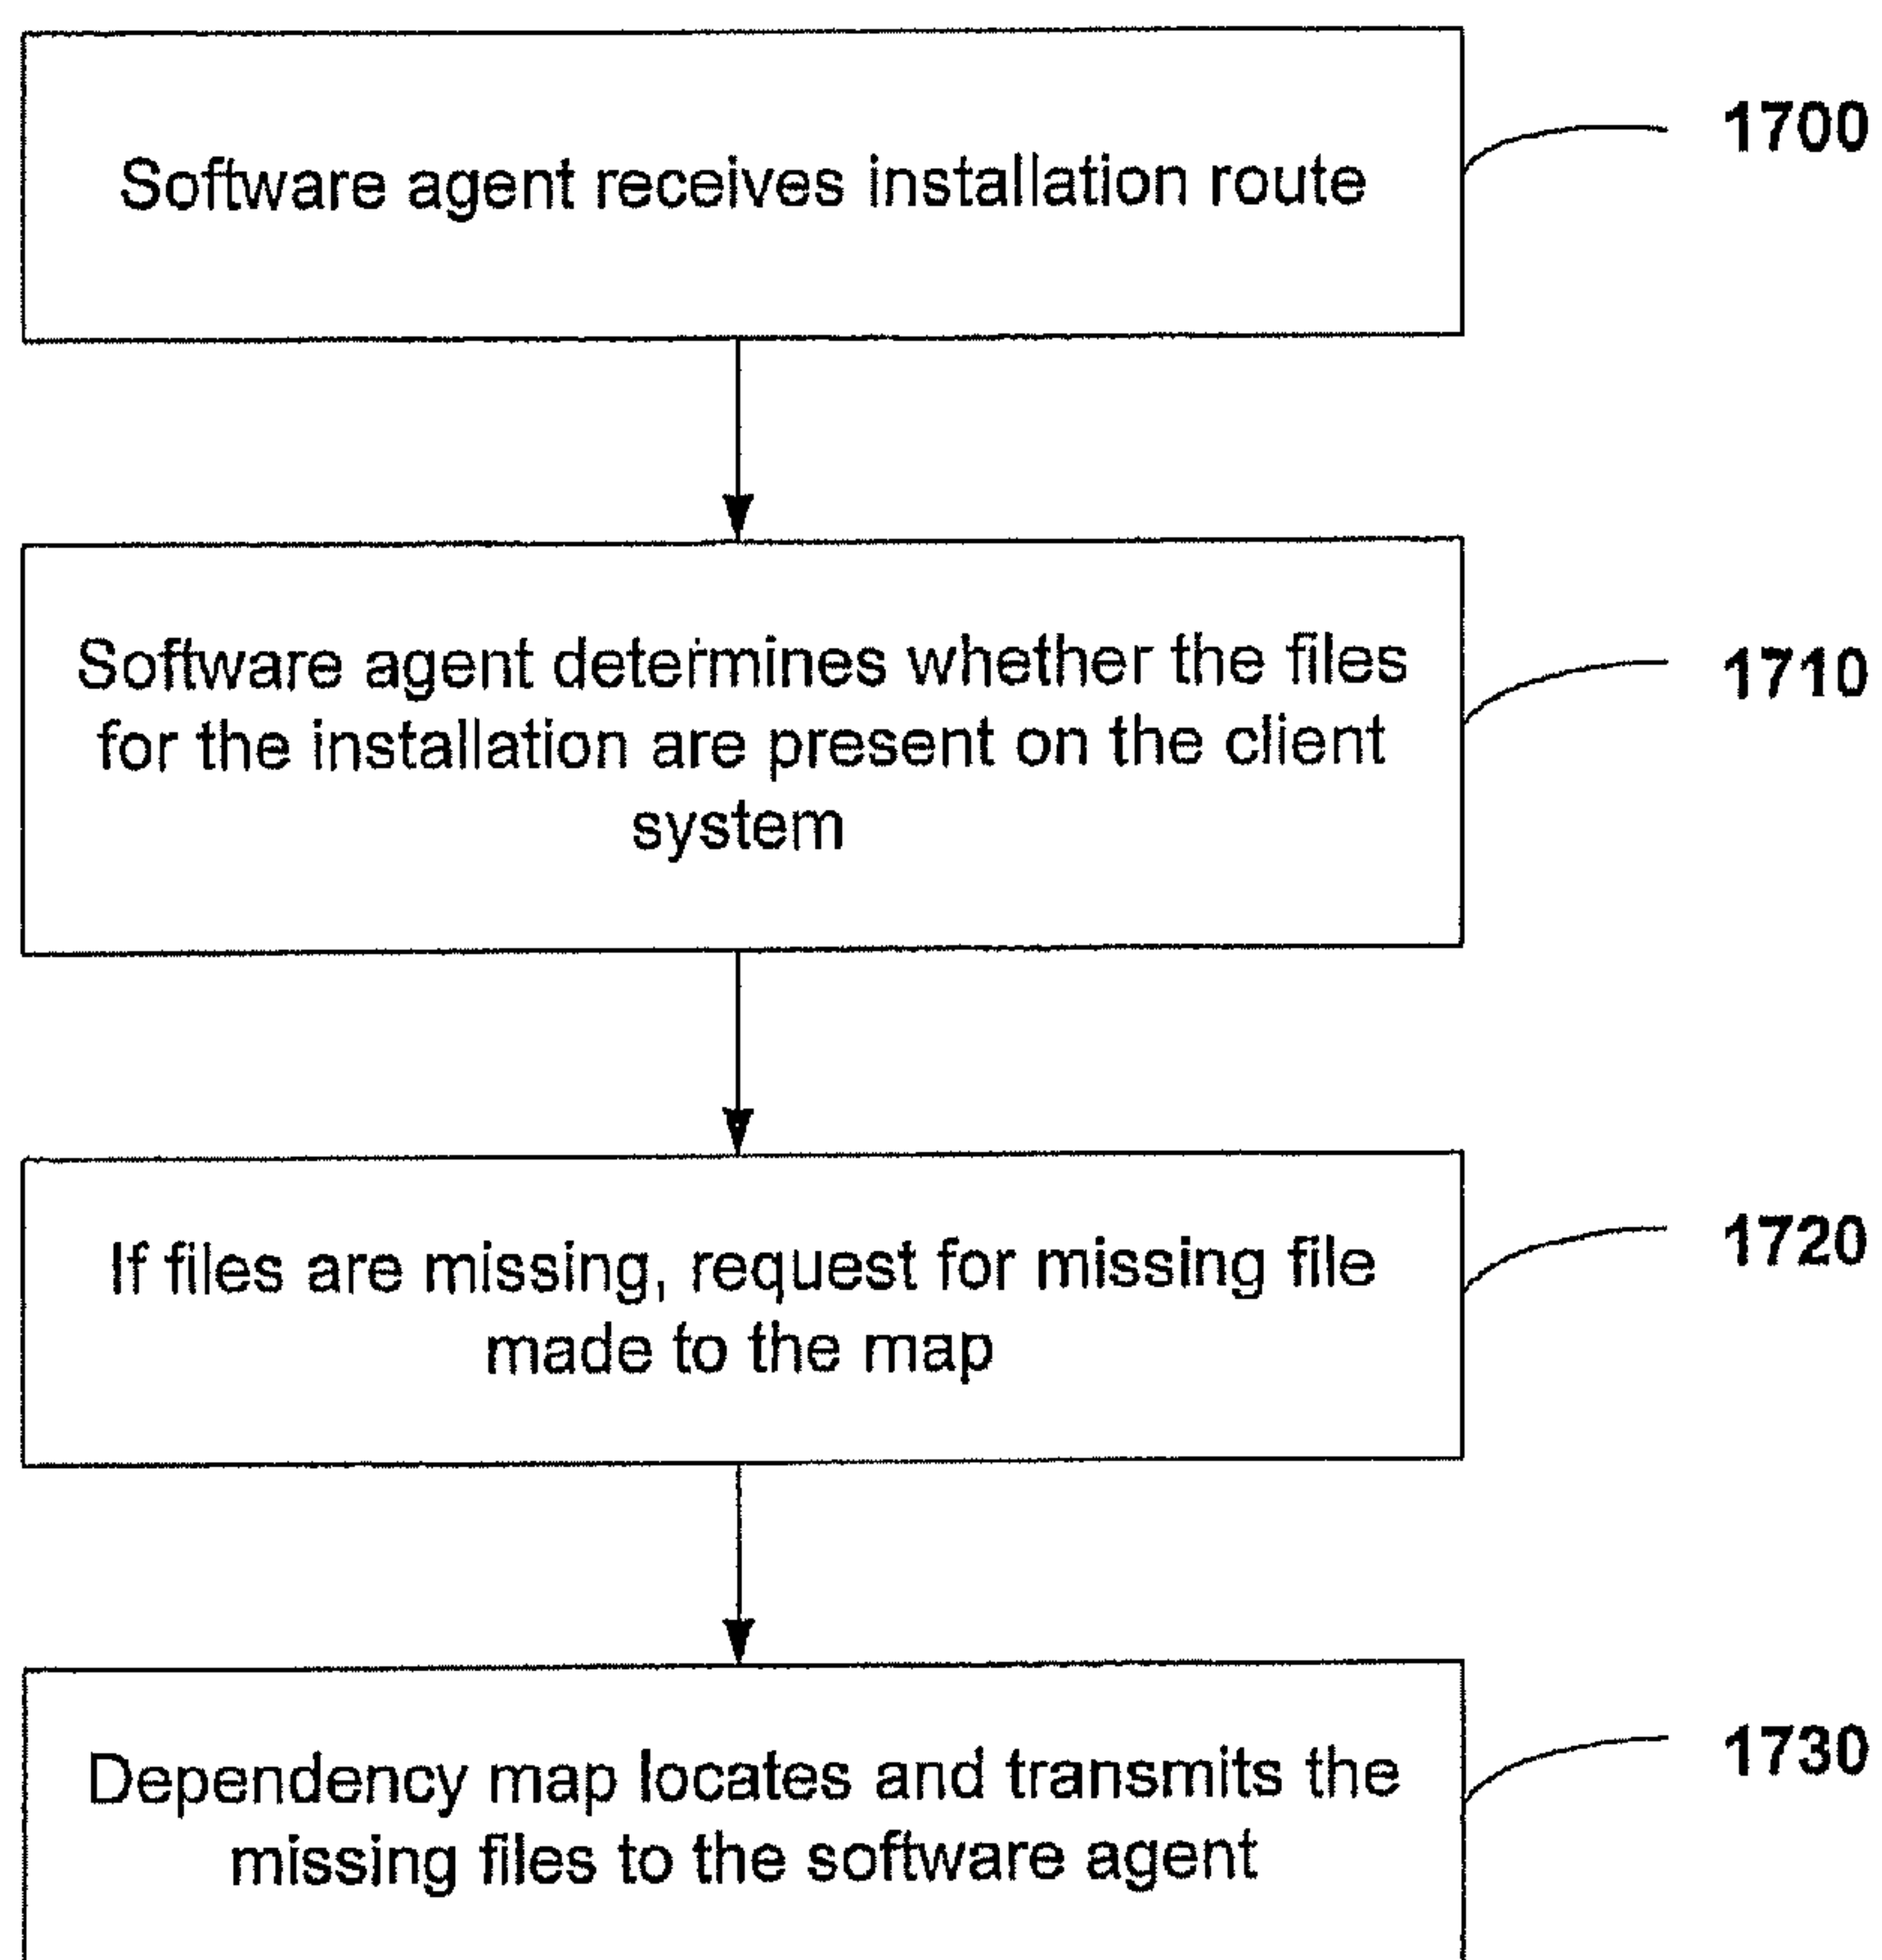 Software agent receives installation route
1700
Software agent determines whether the files
for the installation are present on the client
system
1710
If files are missing, request for missing file
made to the map
1720
Dependency map locates and transmits the
missing files to the software agent
1730